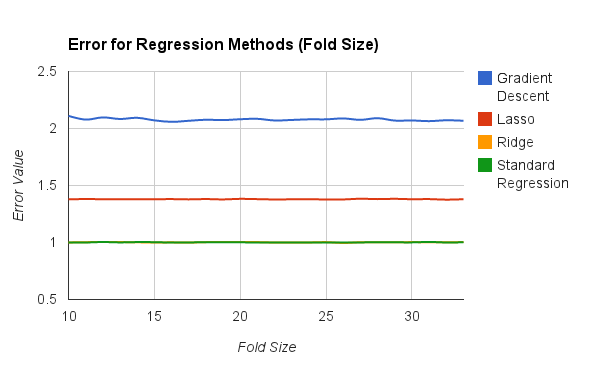 Error for Regression Methods (Fold Size)
2.5
2
1.5
1
0.5
Error Value
10 15 20 25 30
Fold Size
Gradient
Descent
Lasso
Ridge
Standard
Regression